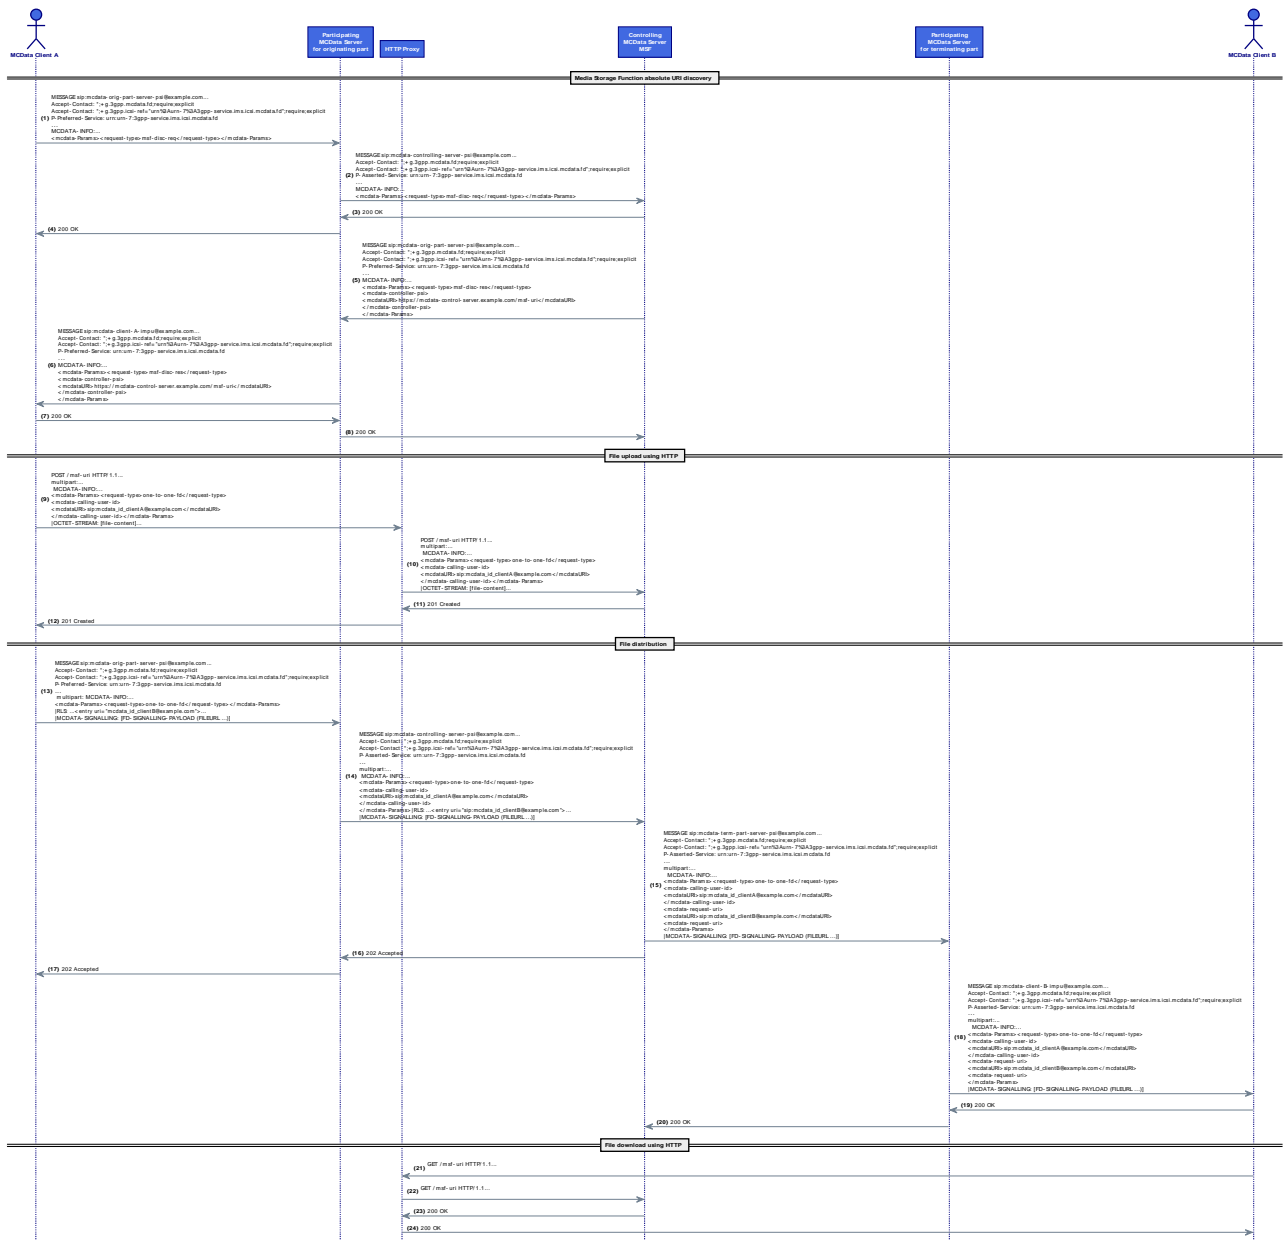 MCData Client A
Participating
MCData Server
for originating part
HTTP Proxy
Controlling
MCData Server
MSF
Participating
MCData Server
for terminating part
MCData Client B
Media Storage Function absolute URI discovery
MESSAGE sip:mcdata-orig-part-server-psi@example.com...
Accept-Contact: *;+g.3gpp.mcdata.fd;require;explicit
Accept-Contact: *;+g.3gpp.icsi-ref="urn%3Aurn-7%3A3gpp-service.ims.icsi.mcdata.fd";require;explicit
(1) P-Preferred-Service: urn:urn-7:3gpp-service.ims.icsi.mcdata.fd
....
MCDATA-INFO:...
<mcdata-Params><request-type>msf-disc-req</request-type></mcdata-Params>
MESSAGE sip:mcdata-controlling-server-psi@example.com...
Accept-Contact: *;+g.3gpp.mcdata.fd;require;explicit
Accept-Contact: *;+g.3gpp.icsi-ref="urn%3Aurn-7%3A3gpp-service.ims.icsi.mcdata.fd";require;explicit
(2) P-Asserted-Service: urn:urn-7:3gpp-service.ims.icsi.mcdata.fd
....
MCDATA-INFO:...
<mcdata-Params><request-type>msf-disc-req</request-type></mcdata-Params>
(3) 200 OK
(4) 200 OK
MESSAGE sip:mcdata-orig-part-server-psi@example.com...
Accept-Contact: *;+g.3gpp.mcdata.fd;require;explicit
Accept-Contact: *;+g.3gpp.icsi-ref="urn%3Aurn-7%3A3gpp-service.ims.icsi.mcdata.fd";require;explicit
P-Preferred-Service: urn:urn-7:3gpp-service.ims.icsi.mcdata.fd
....
(5) MCDATA-INFO:...
<mcdata-Params><request-type>msf-disc-res</request-type>
<mcdata-controller-psi>
<mcdataURI>https://mcdata-control-server.example.com/msf-uri</mcdataURI>
</mcdata-controller-psi>
</mcdata-Params>
MESSAGE sip:mcdata-client-A-impu@example.com...
Accept-Contact: *;+g.3gpp.mcdata.fd;require;explicit
Accept-Contact: *;+g.3gpp.icsi-ref="urn%3Aurn-7%3A3gpp-service.ims.icsi.mcdata.fd";require;explicit
P-Preferred-Service: urn:urn-7:3gpp-service.ims.icsi.mcdata.fd
....
(6) MCDATA-INFO:...
<mcdata-Params><request-type>msf-disc-res</request-type>
<mcdata-controller-psi>
<mcdataURI>https://mcdata-control-server.example.com/msf-uri</mcdataURI>
</mcdata-controller-psi>
</mcdata-Params>
(7) 200 OK
(8) 200 OK
File upload using HTTP
POST /msf-uri HTTP/1.1...
multipart:...
MCDATA-INFO:...
(9) <mcdata-Params><request-type>one-to-one-fd</request-type>
<mcdata-calling-user-id>
<mcdataURI>sip:mcdata_id_clientA@example.com</mcdataURI>
</mcdata-calling-user-id></mcdata-Params>
|OCTET-STREAM: [file-content]...
POST /msf-uri HTTP/1.1...
multipart:...
MCDATA-INFO:...
<mcdata-Params><request-type>one-to-one-fd</request-type>
(10) <mcdata-calling-user-id>
<mcdataURI>sip:mcdata_id_clientA@example.com</mcdataURI>
</mcdata-calling-user-id></mcdata-Params>
|OCTET-STREAM: [file-content]...
(11) 201 Created
(12) 201 Created
File distribution
MESSAGE sip:mcdata-orig-part-server-psi@example.com...
Accept-Contact: *;+g.3gpp.mcdata.fd;require;explicit
Accept-Contact: *;+g.3gpp.icsi-ref="urn%3Aurn-7%3A3gpp-service.ims.icsi.mcdata.fd";require;explicit
P-Preferred-Service: urn:urn-7:3gpp-service.ims.icsi.mcdata.fd
(13) ....
multipart: MCDATA-INFO:...
<mcdata-Params><request-type>one-to-one-fd</request-type></mcdata-Params>
|RLS: ...<entry uri="mcdata_id_clientB@example.com">...
|MCDATA-SIGNALLING: [FD-SIGNALLING-PAYLOAD (FILEURL ...)]
MESSAGE sip:mcdata-controlling-server-psi@example.com...
Accept-Contact: *;+g.3gpp.mcdata.fd;require;explicit
Accept-Contact: *;+g.3gpp.icsi-ref="urn%3Aurn-7%3A3gpp-service.ims.icsi.mcdata.fd";require;explicit
P-Asserted-Service: urn:urn-7:3gpp-service.ims.icsi.mcdata.fd
....
multipart:...
(14) MCDATA-INFO:...
<mcdata-Params><request-type>one-to-one-fd</request-type>
<mcdata-calling-user-id>
<mcdataURI>sip:mcdata_id_clientA@example.com</mcdataURI>
</mcdata-calling-user-id>
</mcdata-Params> |RLS: ...<entry uri="sip:mcdata_id_clientB@example.com">...
|MCDATA-SIGNALLING: [FD-SIGNALLING-PAYLOAD (FILEURL ...)]
MESSAGE sip:mcdata-term-part-server-psi@example.com...
Accept-Contact: *;+g.3gpp.mcdata.fd;require;explicit
Accept-Contact: *;+g.3gpp.icsi-ref="urn%3Aurn-7%3A3gpp-service.ims.icsi.mcdata.fd";require;explicit
P-Asserted-Service: urn:urn-7:3gpp-service.ims.icsi.mcdata.fd
....
multipart:...
MCDATA-INFO:...
<mcdata-Params><request-type>one-to-one-fd</request-type>
(15) <mcdata-calling-user-id>
<mcdataURI>sip:mcdata_id_clientA@example.com</mcdataURI>
</mcdata-calling-user-id>
<mcdata-request-uri>
<mcdataURI>sip:mcdata_id_clientB@example.com</mcdataURI>
<mcdata-request-uri>
</mcdata-Params>
|MCDATA-SIGNALLING: [FD-SIGNALLING-PAYLOAD (FILEURL ...)]
(16) 202 Accepted
(17) 202 Accepted
MESSAGE sip:mcdata-client-B-impu@example.com...
Accept-Contact: *;+g.3gpp.mcdata.fd;require;explicit
Accept-Contact: *;+g.3gpp.icsi-ref="urn%3Aurn-7%3A3gpp-service.ims.icsi.mcdata.fd";require;explicit
P-Asserted-Service: urn:urn-7:3gpp-service.ims.icsi.mcdata.fd
....
multipart:...
MCDATA-INFO:...
<mcdata-Params><request-type>one-to-one-fd</request-type>
(18) <mcdata-calling-user-id>
<mcdataURI>sip:mcdata_id_clientA@example.com</mcdataURI>
</mcdata-calling-user-id>
<mcdata-request-uri>
<mcdataURI>sip:mcdata_id_clientB@example.com</mcdataURI>
<mcdata-request-uri>
</mcdata-Params>
|MCDATA-SIGNALLING: [FD-SIGNALLING-PAYLOAD (FILEURL ...)]
(19) 200 OK
(20) 200 OK
File download using HTTP
(21) GET /msf-uri HTTP/1.1...
(22) GET /msf-uri HTTP/1.1...
(23) 200 OK
(24) 200 OK